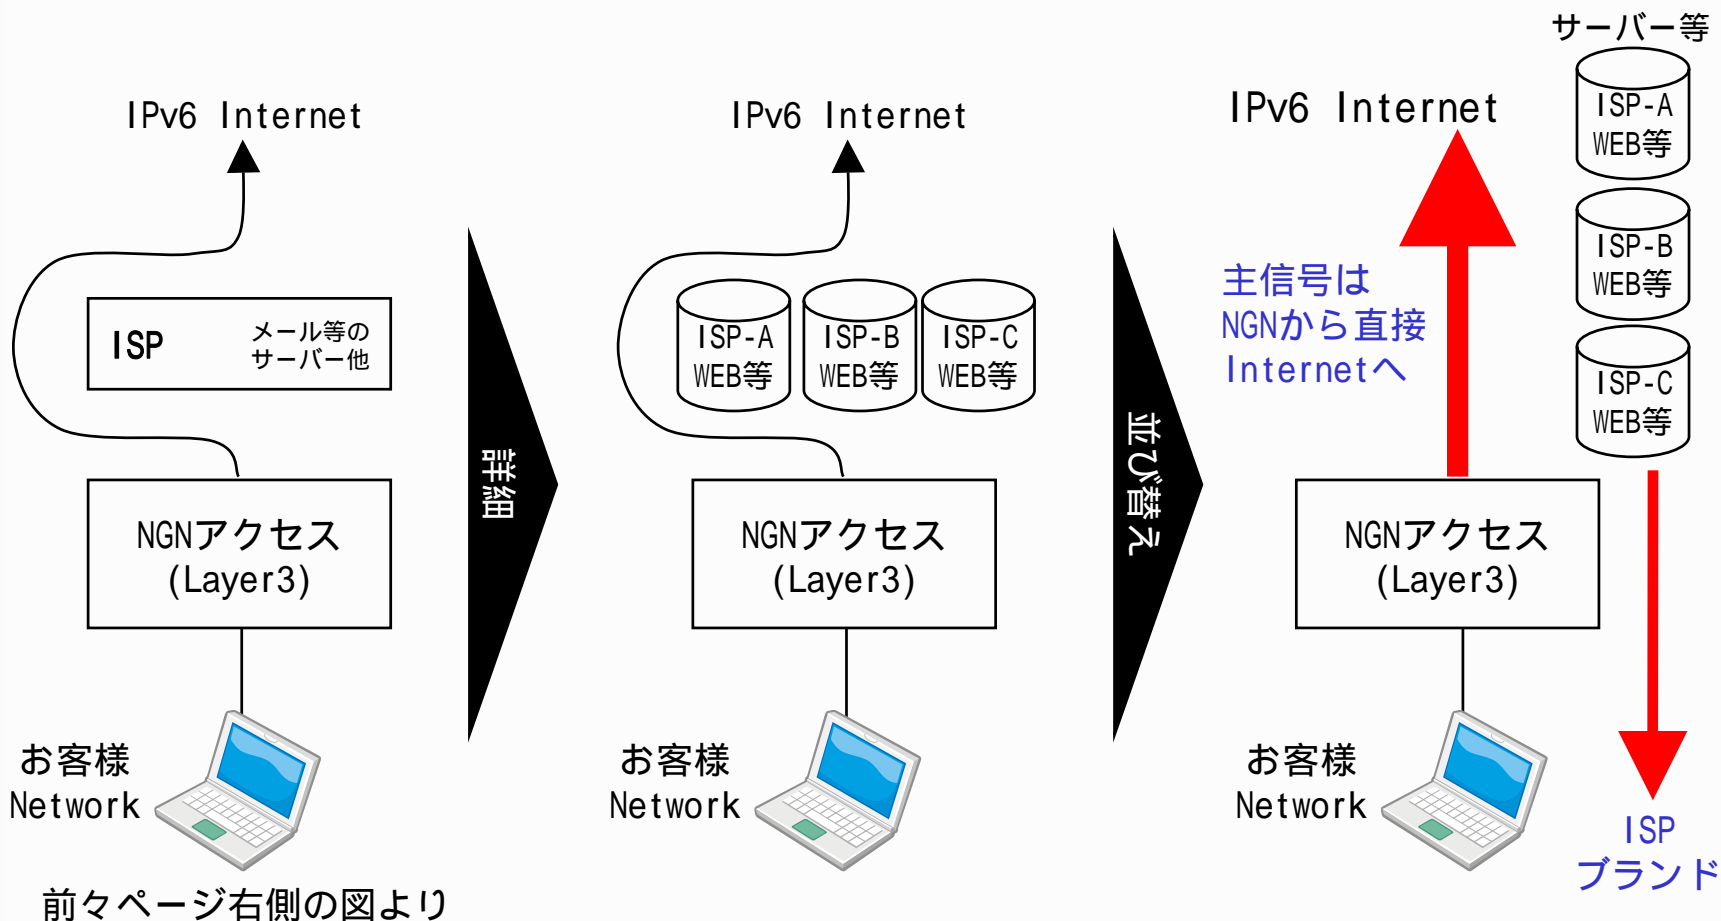 IPv6 Internet
ISP
メール等の
サーバー他
NGNアクセス
(Layer3)
お客様
Network
前々ページ右側の図より
詳細
IPv6 Internet
ISP-A
WEB等
ISP-B
WEB等
ISP-C
WEB等
NGNアクセス
(Layer3)
お客様
Network
並び替え
サーバー等
IPv6 Internet
ISP-A
WEB等
ISP-B
WEB等
ISP-C
WEB等
主信号は
NGNから直接
Internetへ
NGNアクセス
(Layer3)
お客様
Network
ISP
ブランド